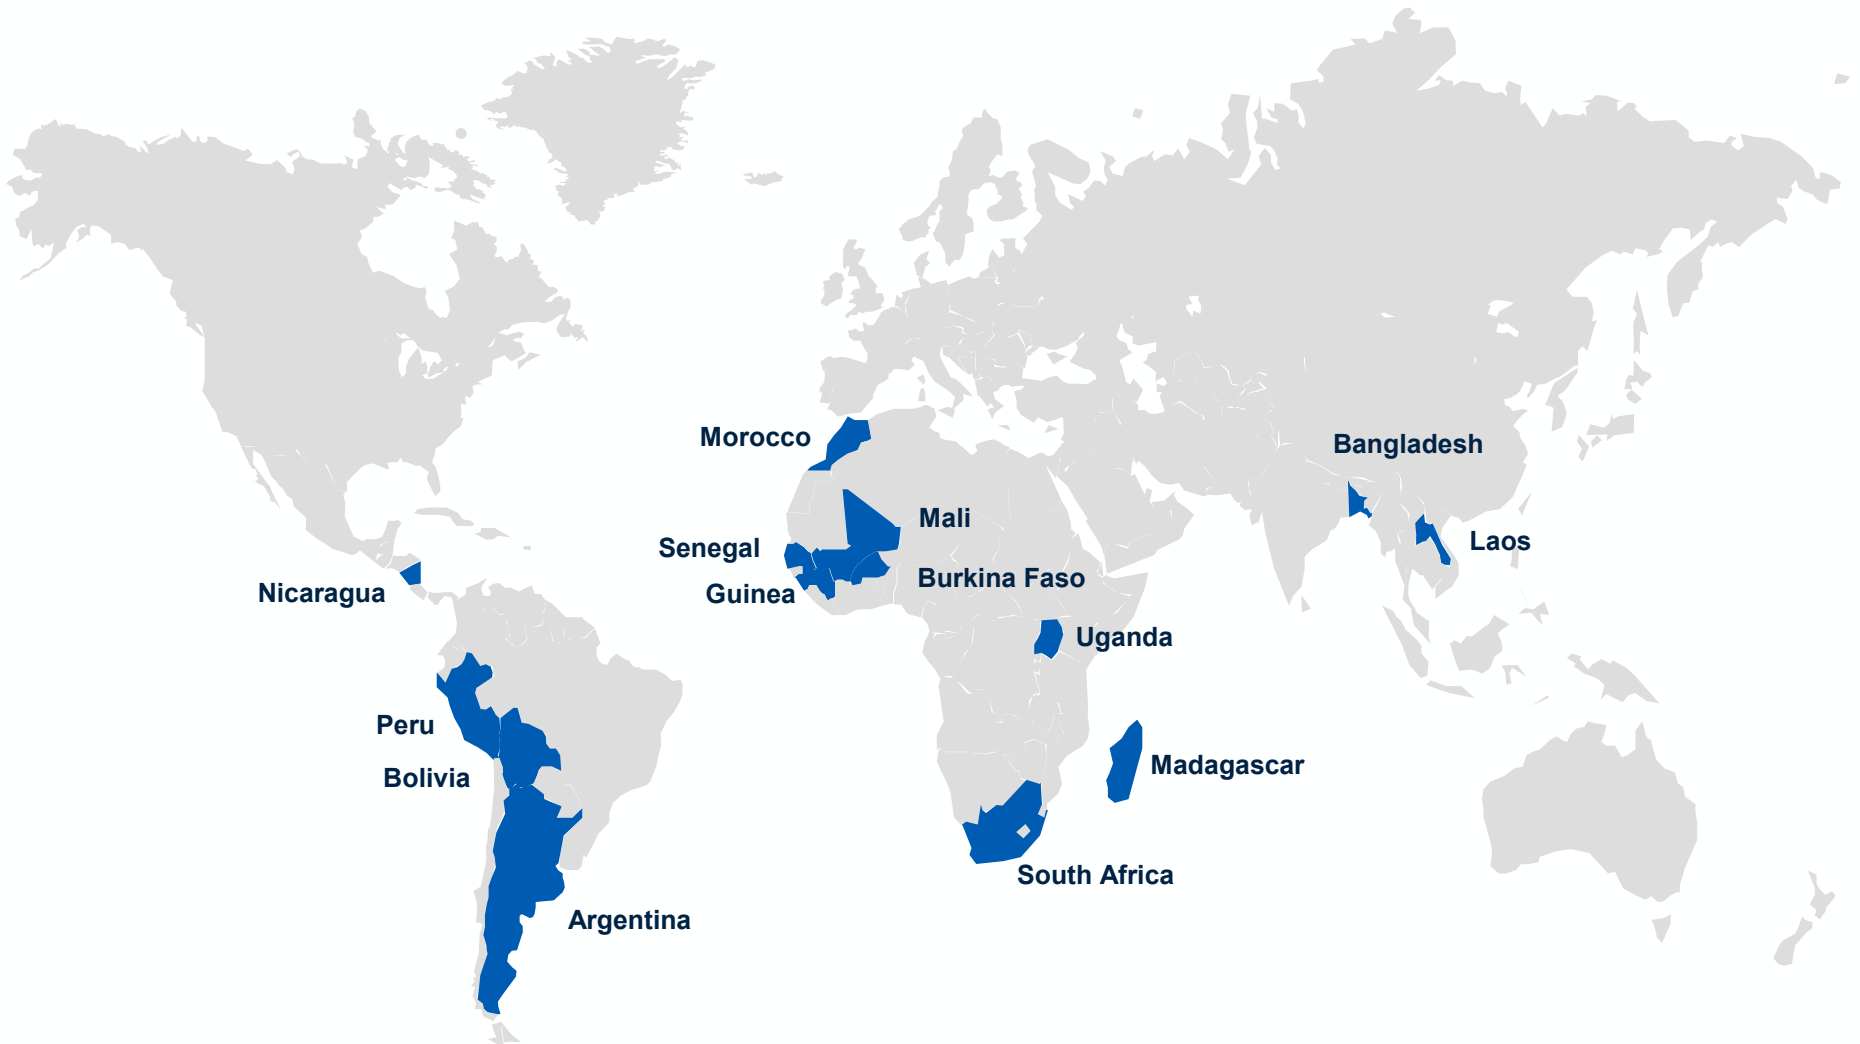 Morocco
Bangladesh
Mali
Senegal
Laos
Burkina Faso
Nicaragua
Guinea
Uganda
Peru
Madagascar
Bolivia
South Africa
Argentina